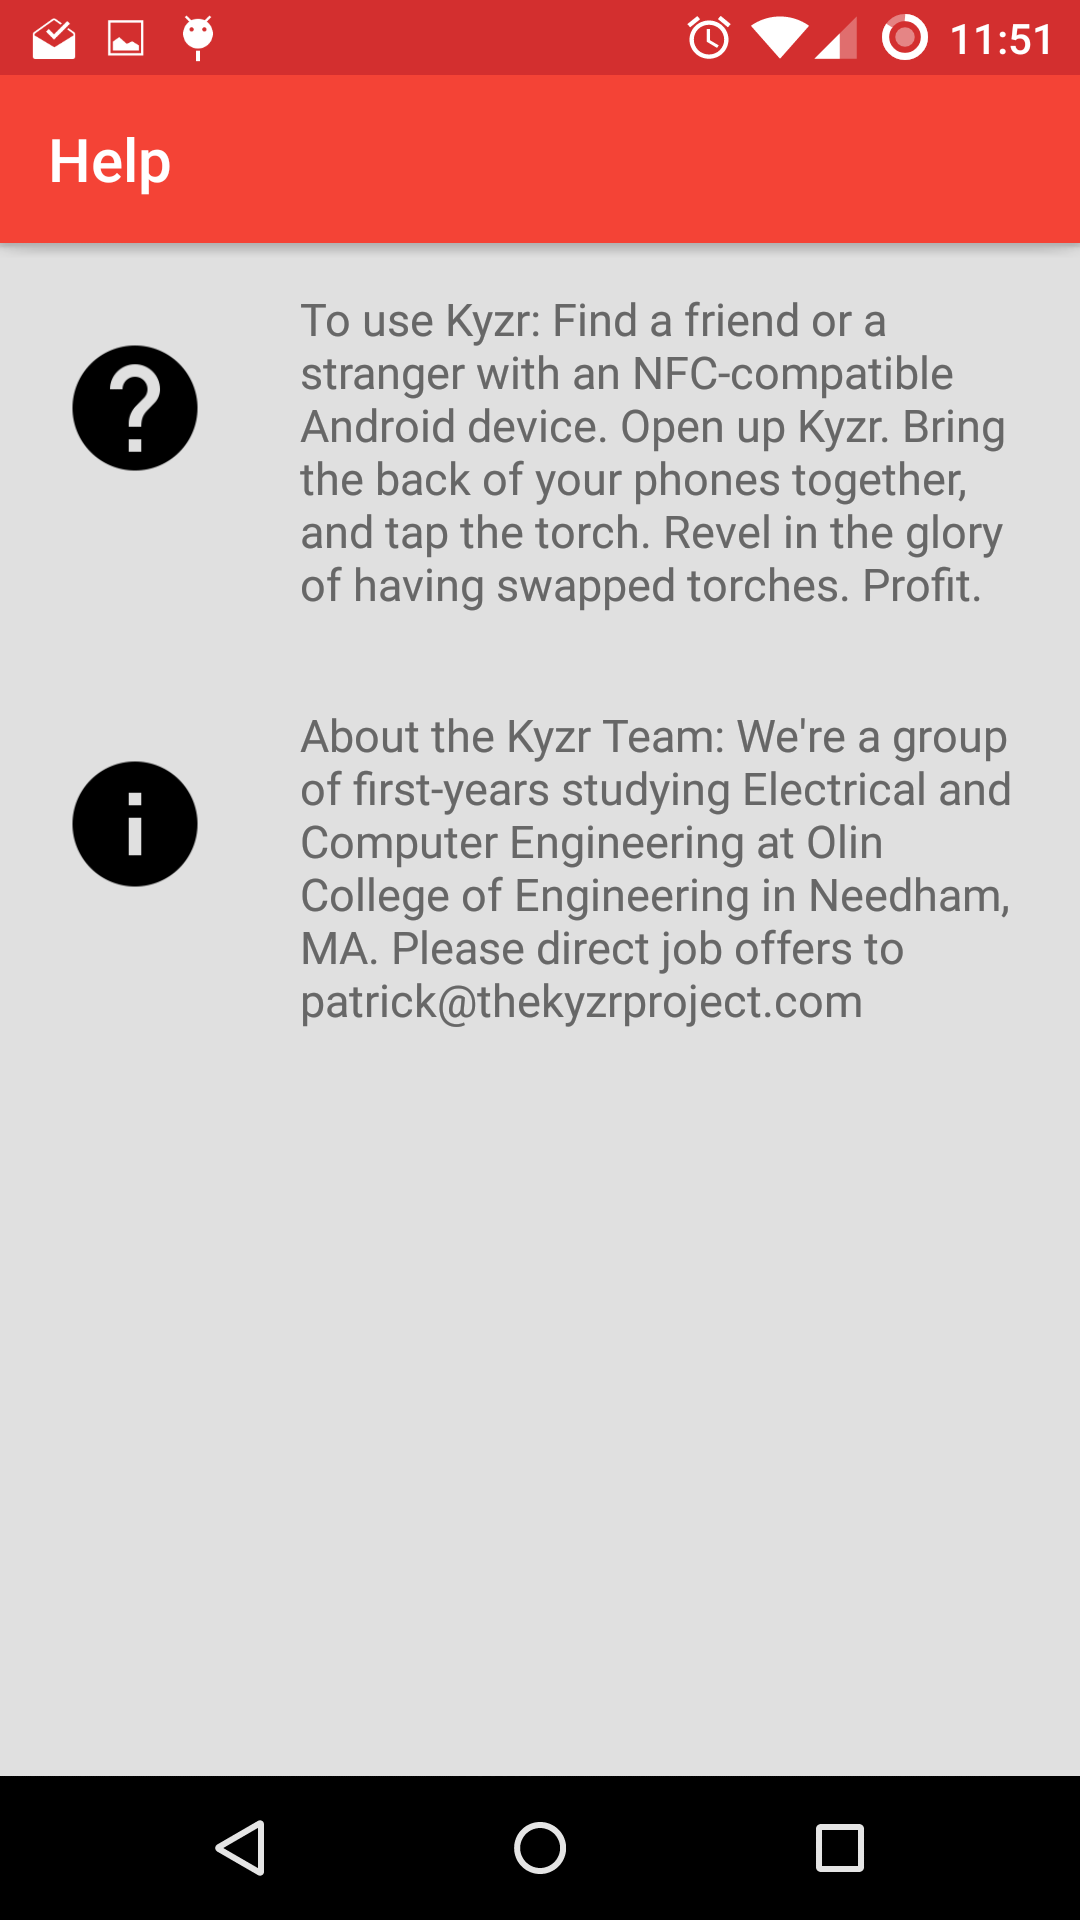 11:51
Help
To use Kyzr: Find a friend or a
stranger with an NFC-compatible
Android device. Open up Kyzr. Bring
the back of your phones together,
and tap the torch. Revel in the glory
of having swapped torches. Profit.
About the Kyzr Team: We're a group
of first-years studying Electrical and
Computer Engineering at Olin
College of Engineering in Needham,
MA. Please direct job offers to
patrick@thekyzrproject.com